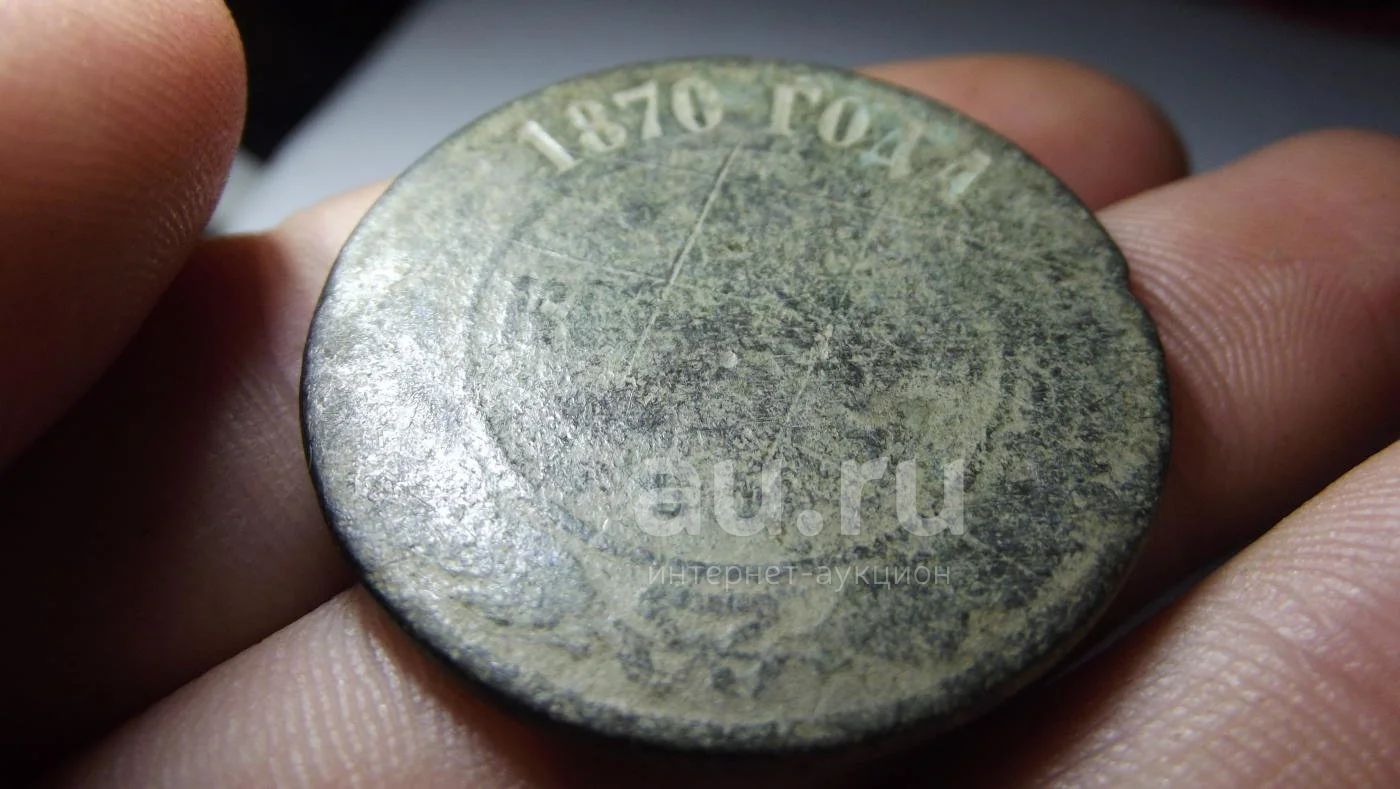 1870 ГОДА
au.ru
интернет-аукцион